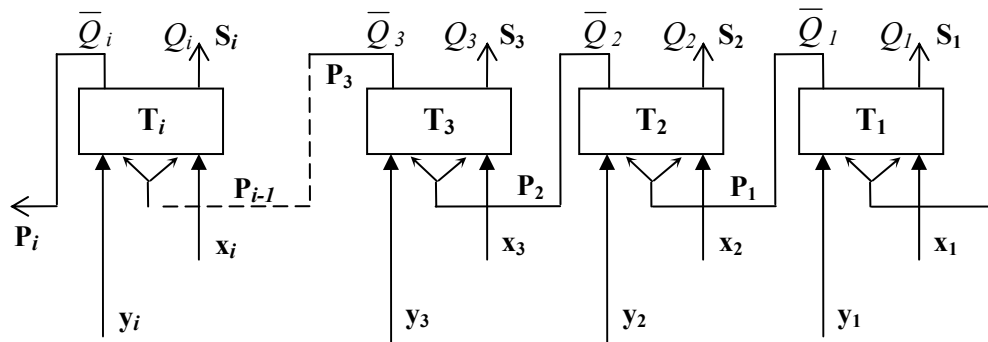 Q̅ i Qi Si Q̅ 3 Q3 S3 Q̅ 2 Q2 S2 Q̅ 1 Q1 S1
P3
Ti T3 T2 T1
Pi-1 P2 P1
Pi xi x3 x2 x1
yi y3 y2 y1